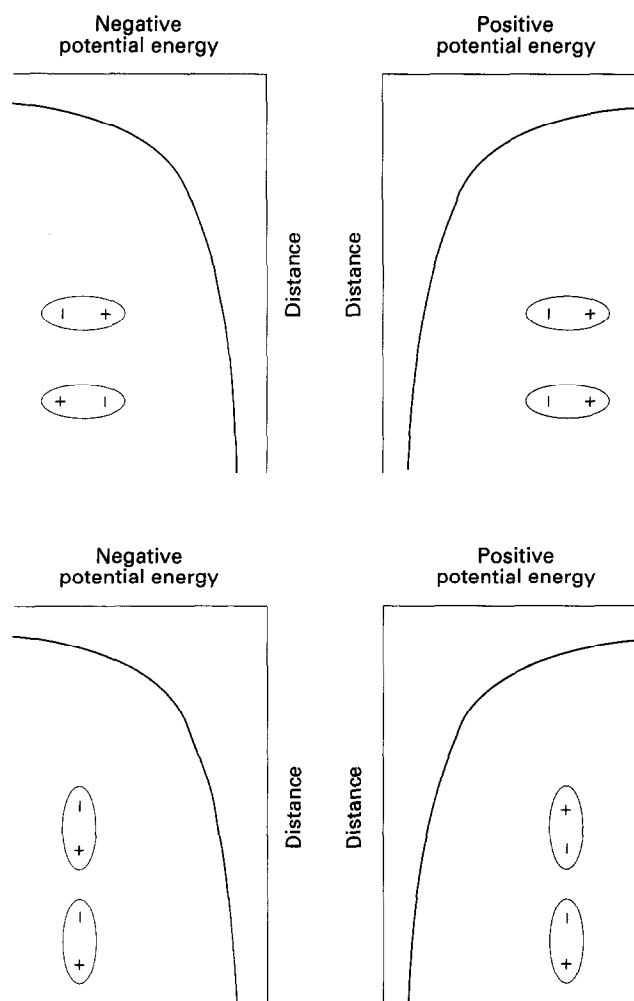 Negative
potential energy
Positive
potential energy
Distance
Distance
− +
− +
+ −
− +
Negative
potential energy
Positive
potential energy
Distance
Distance
−
+
+
−
−
+
−
+